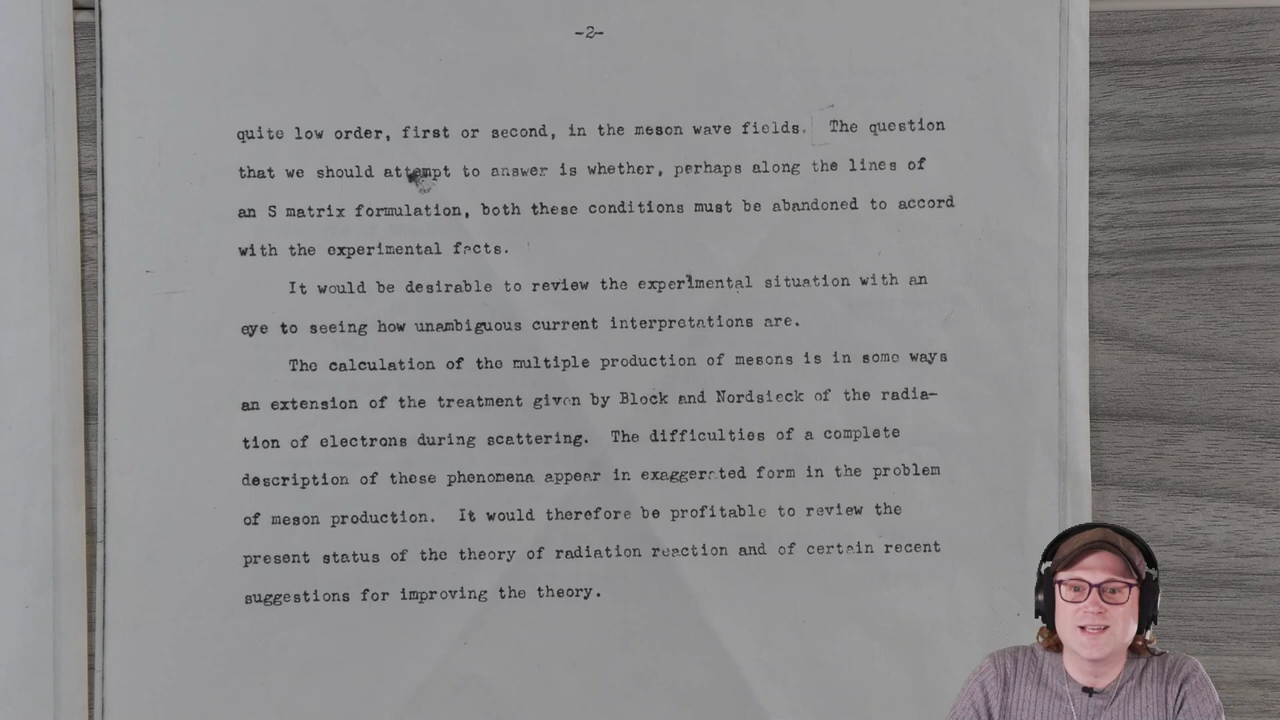 -2-
quite low order, first or second, in the meson wave fields. The question
that we should attempt to answer is whether, perhaps along the lines of
an S matrix formulation, both these conditions must be abandoned to accord
with the experimental facts.
It would be desirable to review the experimental situation with an
eye to seeing how unambiguous current interpretations are.
The calculation of the multiple production of mesons is in some ways
an extension of the treatment given by Block and Nordsieck of the radia-
tion of electrons during scattering. The difficulties of a complete
description of these phenomena appear in exaggerated form in the problem
of meson production. It would therefore be profitable to review the
present status of the theory of radiation reaction and of certain recent
suggestions for improving the theory.